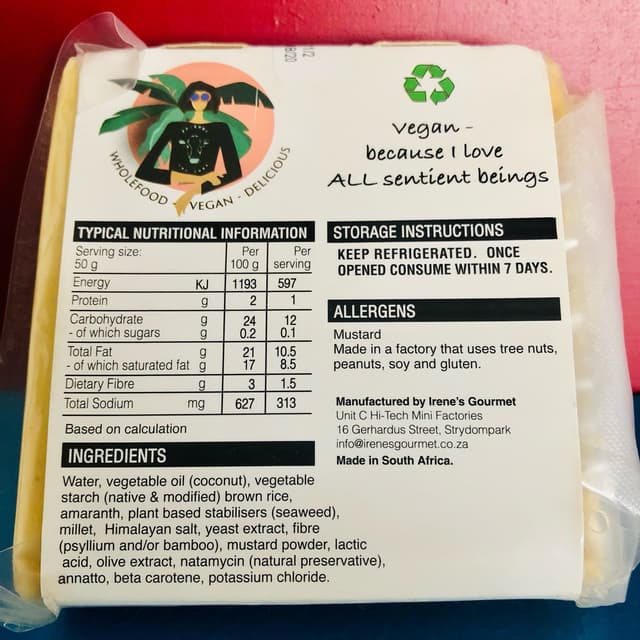 WHOLEFOOD - VEGAN - DELICIOUS
Vegan -
because I love
ALL sentient beings
TYPICAL NUTRITIONAL INFORMATION
Serving size: 50 g Per 100 g Per serving
Energy KJ 1193 597
Protein g 2 1
Carbohydrate g 24 12
- of which sugars g 0.2 0.1
Total Fat g 21 10.5
- of which saturated fat g 17 8.5
Dietary Fibre g 3 1.5
Total Sodium mg 627 313
Based on calculation
INGREDIENTS
Water, vegetable oil (coconut), vegetable
starch (native & modified) brown rice,
amaranth, plant based stabilisers (seaweed),
millet, Himalayan salt, yeast extract, fibre
(psyllium and/or bamboo), mustard powder, lactic
acid, olive extract, natamycin (natural preservative),
annatto, beta carotene, potassium chloride.
STORAGE INSTRUCTIONS
KEEP REFRIGERATED. ONCE
OPENED CONSUME WITHIN 7 DAYS.
ALLERGENS
Mustard
Made in a factory that uses tree nuts,
peanuts, soy and gluten.
Manufactured by Irene's Gourmet
Unit C Hi-Tech Mini Factories
16 Gerhardus Street, Strydompark
info@irenesgourmet.co.za
Made in South Africa.